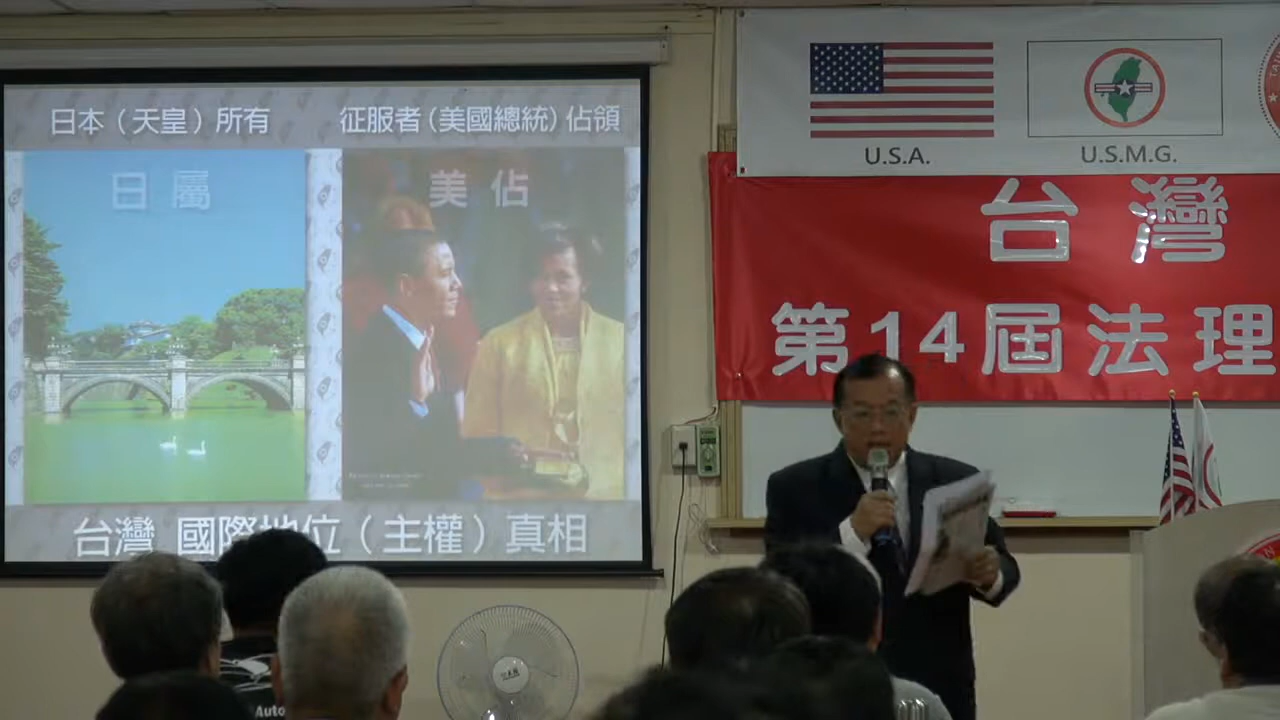 日本（天皇）所有
征服者（美國總統）佔領
日屬
美佔
台灣 國際地位（主權）真相
U.S.A.
U.S.M.G.
台灣
第14屆法理
Auto